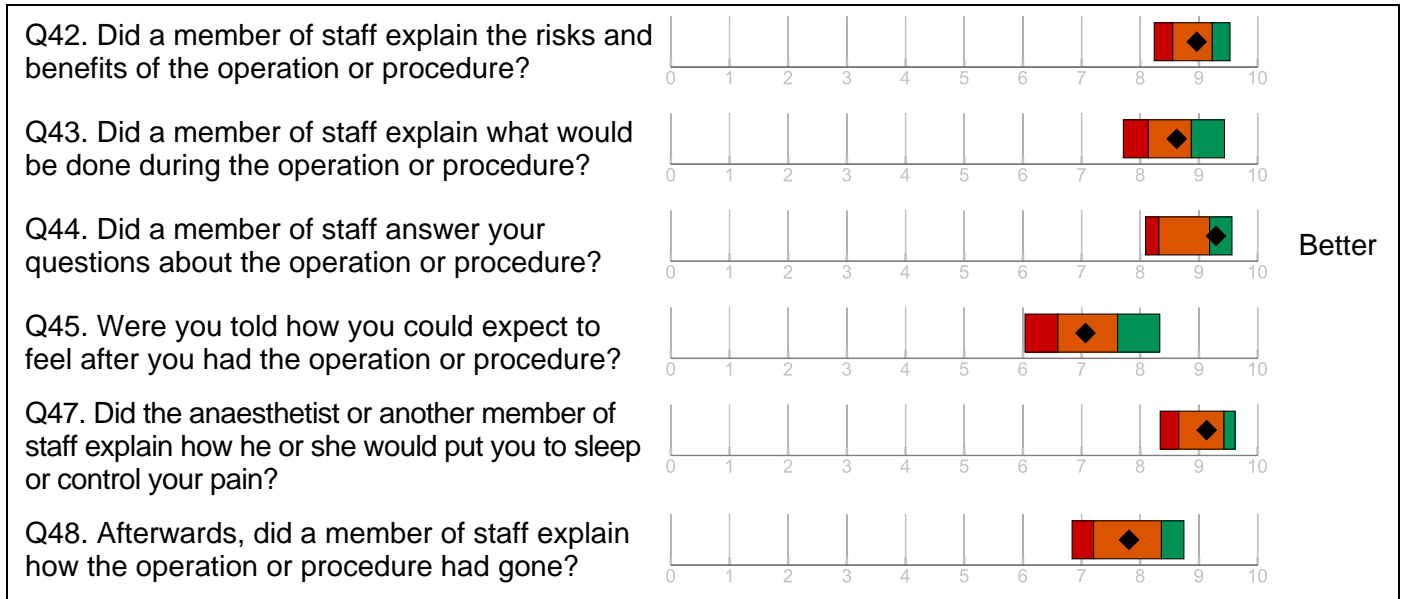 Q42. Did a member of staff explain the risks and
benefits of the operation or procedure?
0 1 2 3 4 5 6 7 8 9 10
Q43. Did a member of staff explain what would
be done during the operation or procedure?
0 1 2 3 4 5 6 7 8 9 10
Q44. Did a member of staff answer your
questions about the operation or procedure?
Better
0 1 2 3 4 5 6 7 8 9 10
Q45. Were you told how you could expect to
feel after you had the operation or procedure?
0 1 2 3 4 5 6 7 8 9 10
Q47. Did the anaesthetist or another member of
staff explain how he or she would put you to sleep
or control your pain?
0 1 2 3 4 5 6 7 8 9 10
Q48. Afterwards, did a member of staff explain
how the operation or procedure had gone?
0 1 2 3 4 5 6 7 8 9 10